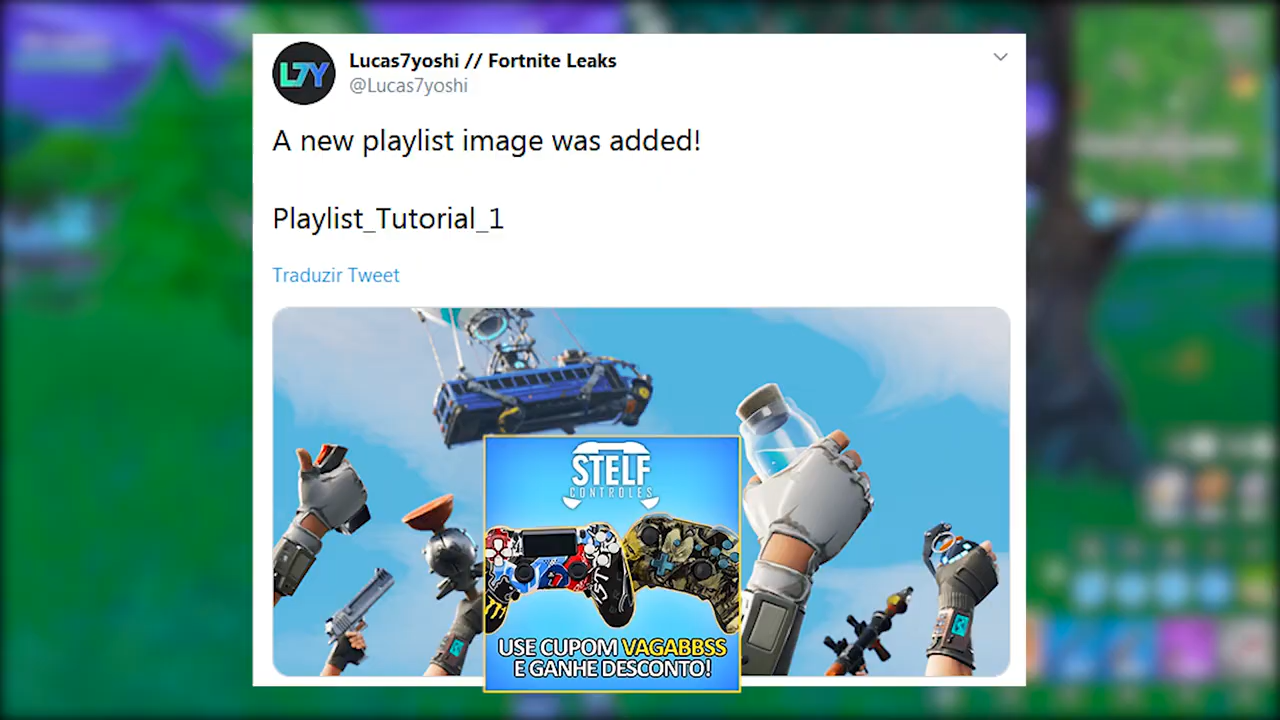 L7Y
Lucas7yoshi // Fortnite Leaks
@Lucas7yoshi
A new playlist image was added!
Playlist_Tutorial_1
Traduzir Tweet
STELF
CONTROLES
USE CUPOM VAGABBSS
E GANHE DESCONTO!